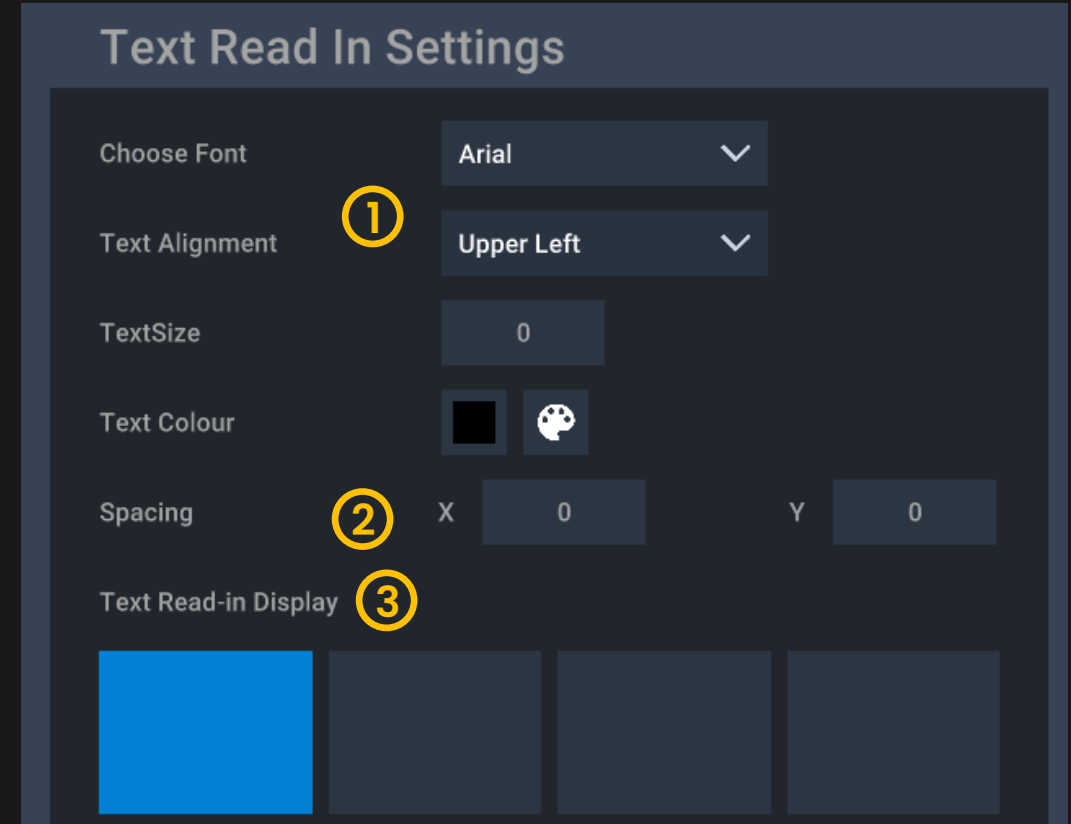 Text Read In Settings
Choose Font Arial
1
Text Alignment Upper Left
TextSize 0
Text Colour
Spacing 2 X 0 Y 0
Text Read-in Display 3